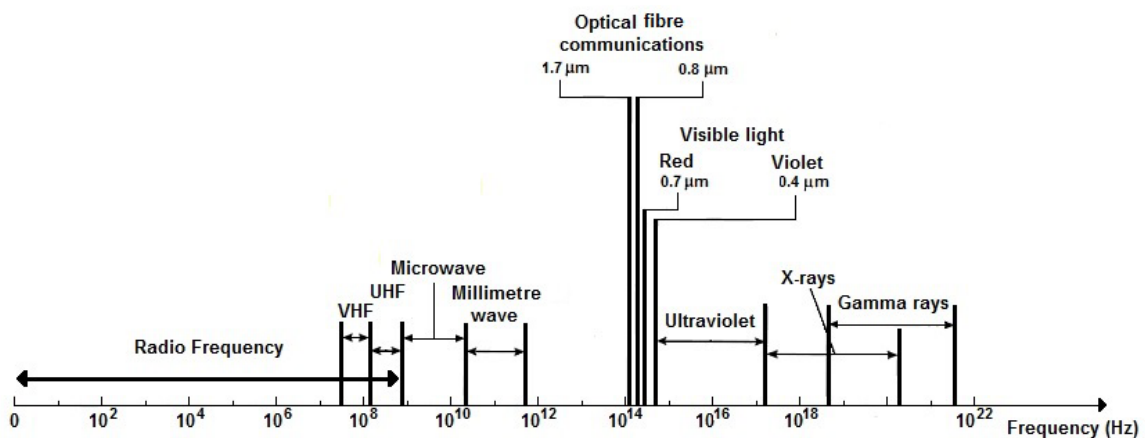 Optical fibre
communications
1.7 μm 0.8 μm
Visible light
Red Violet
0.7 μm 0.4 μm
Microwave X-rays
UHF Millimetre Gamma rays
VHF wave Ultraviolet
Radio Frequency
0 10² 10⁴ 10⁶ 10⁸ 10¹⁰ 10¹² 10¹⁴ 10¹⁶ 10¹⁸ 10²²
Frequency (Hz)